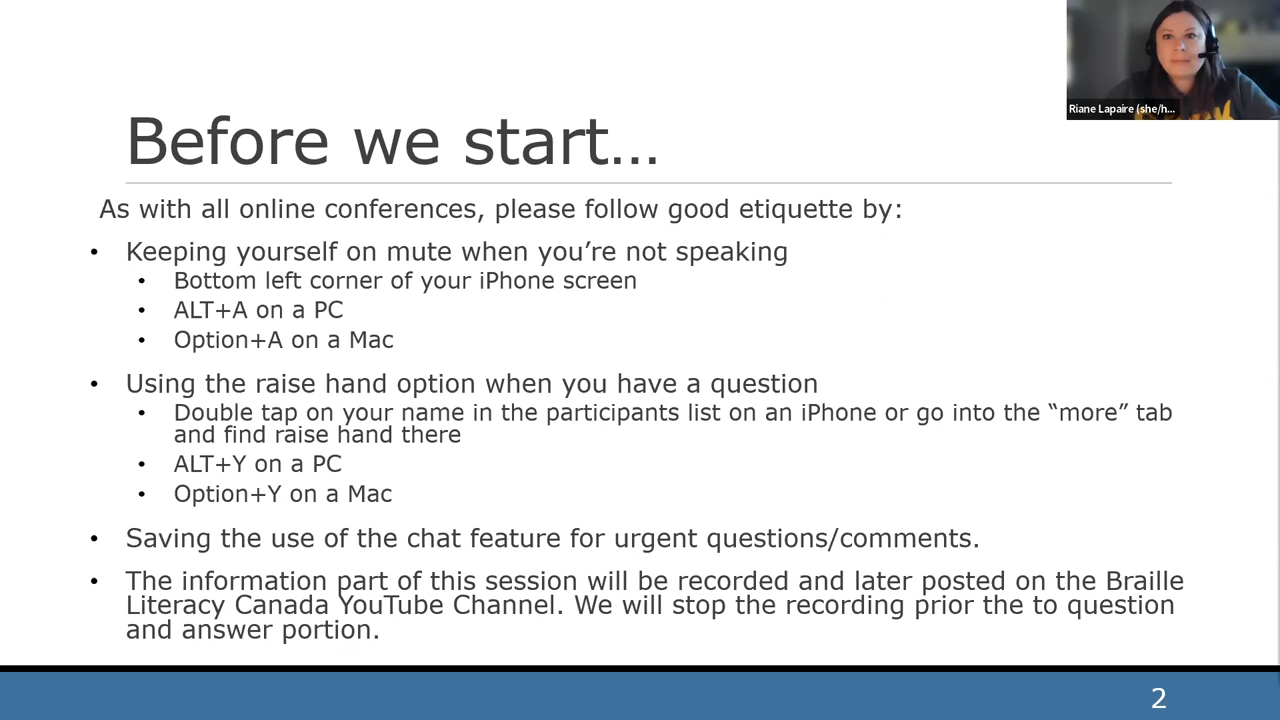 Riane Lapaire (she/h...
Before we start…
As with all online conferences, please follow good etiquette by:
• Keeping yourself on mute when you’re not speaking
• Bottom left corner of your iPhone screen
• ALT+A on a PC
• Option+A on a Mac
• Using the raise hand option when you have a question
• Double tap on your name in the participants list on an iPhone or go into the “more” tab
and find raise hand there
• ALT+Y on a PC
• Option+Y on a Mac
• Saving the use of the chat feature for urgent questions/comments.
• The information part of this session will be recorded and later posted on the Braille
Literacy Canada YouTube Channel. We will stop the recording prior the to question
and answer portion.
2